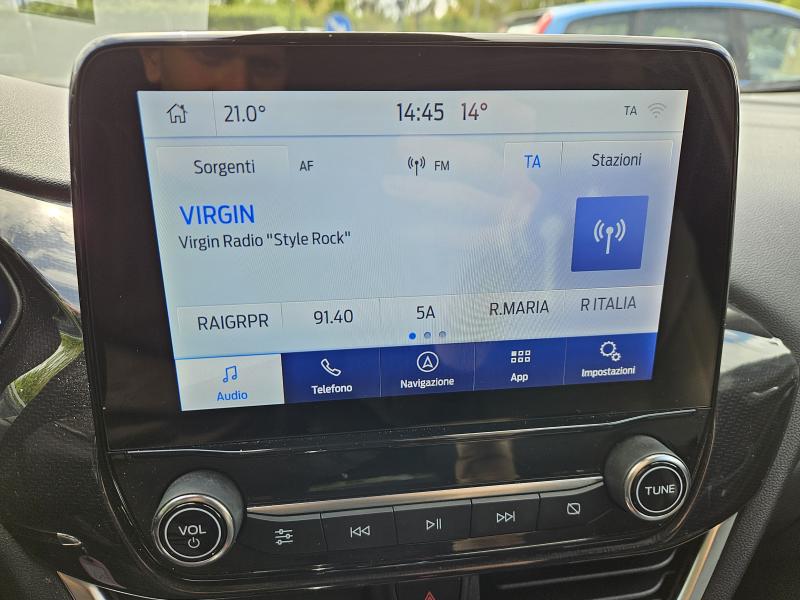 21.0° 14:45 14° TA
Sorgenti AF FM TA Stazioni
VIRGIN
Virgin Radio "Style Rock"
RAIGRPR 91.40 5A R.MARIA R ITALIA
Audio Telefono Navigazione App Impostazioni
VOL TUNE